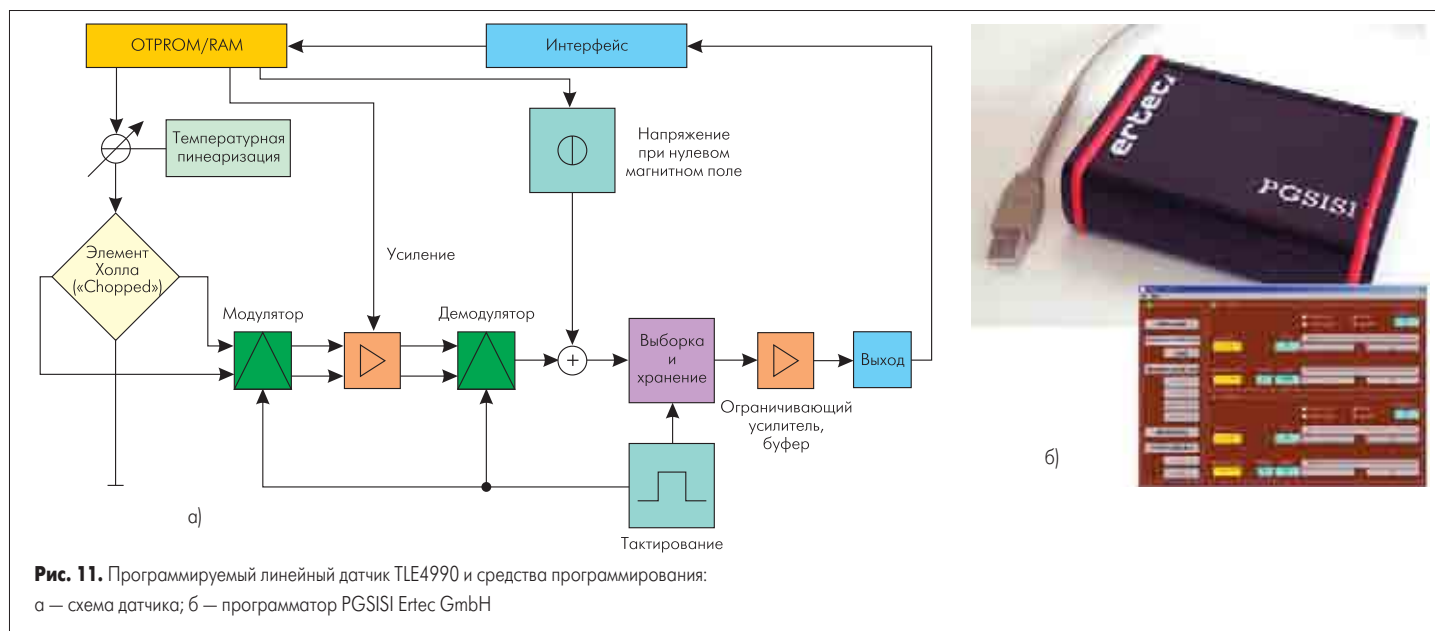 OTPROM/RAM
Интерфейс
Температурная
пинеаризация
Напряжение
при нулевом
магнитном поле
Элемент
Холла
(«Chopped»)
Усиление
Модулятор
Демодулятор
Выборка
и
хранение
Выход
Ограничивающий
усилитель,
буфер
Тактирование
а)
ertec
PGSISI
б)
Рис. 11. Программируемый линейный датчик TLE4990 и средства программирования:
а — схема датчика; б — программатор PGSISI Ertec GmbH